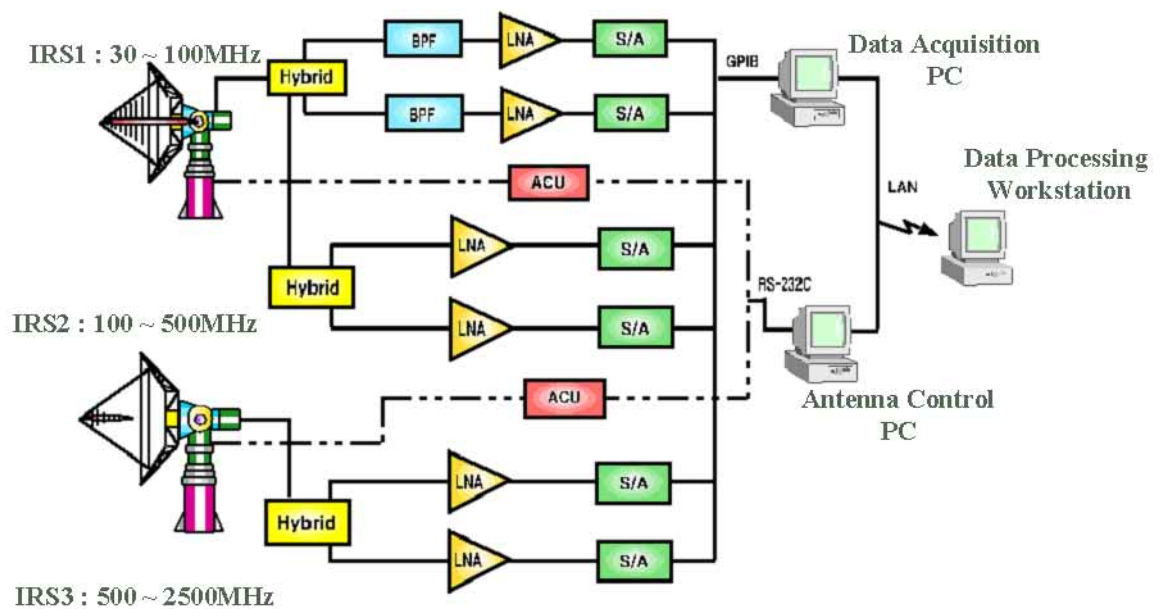 IRS1 : 30 ~ 100MHz
Hybrid
BPF
LNA
S/A
BPF
LNA
S/A
GPIB
Data Acquisition
PC
ACU
Data Processing
Workstation
LAN
Hybrid
LNA
S/A
LNA
S/A
RS-232C
IRS2 : 100 ~ 500MHz
ACU
Antenna Control
PC
Hybrid
LNA
S/A
LNA
S/A
IRS3 : 500 ~ 2500MHz